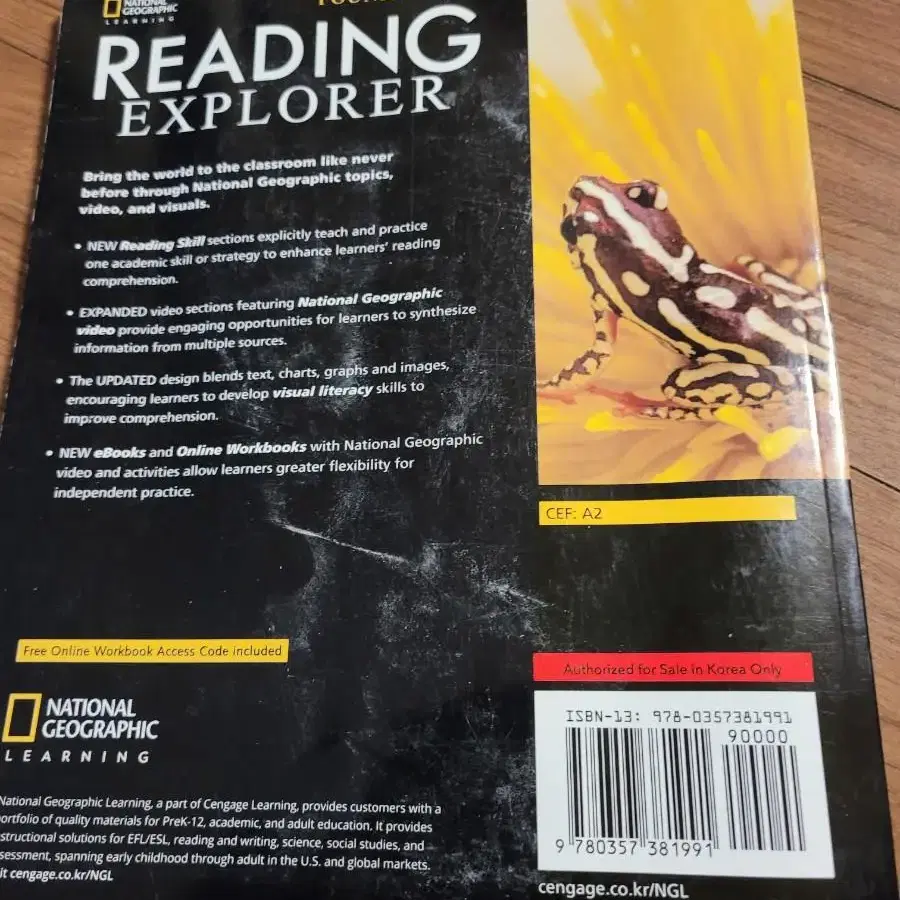 NATIONAL
GEOGRAPHIC
LEARNING
READING
EXPLORER
Bring the world to the classroom like never
before through National Geographic topics,
video, and visuals.
• NEW Reading Skill sections explicitly teach and practice
one academic skill or strategy to enhance learners' reading
comprehension.
• EXPANDED video sections featuring National Geographic
video provide engaging opportunities for learners to synthesize
information from multiple sources.
• The UPDATED design blends text, charts, graphs and images,
encouraging learners to develop visual literacy skills to
improve comprehension.
• NEW eBooks and Online Workbooks with National Geographic
video and activities allow learners greater flexibility for
independent practice.
CEF: A2
Free Online Workbook Access Code included
NATIONAL
GEOGRAPHIC
LEARNING
National Geographic Learning, a part of Cengage Learning, provides customers with a
ortfolio of quality materials for PreK-12, academic, and adult education. It provides
structional solutions for EFL/ESL, reading and writing, science, social studies, and
sessment, spanning early childhood through adult in the U.S. and global markets.
it cengage.co.kr/NGL
Authorized for Sale in Korea Only
ISBN-13: 978-0357381991
90000
9 780357 381991
cengage.co.kr/NGL